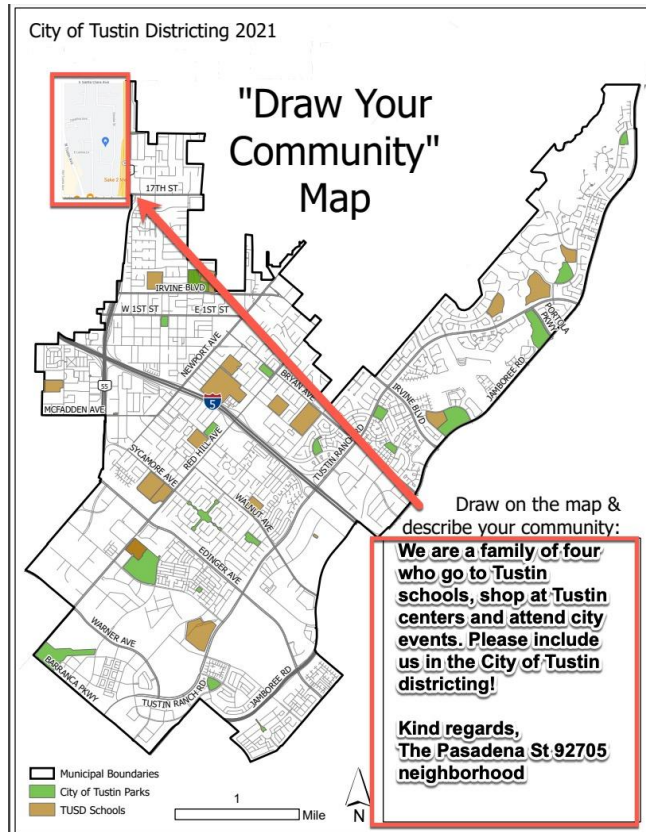 City of Tustin Districting 2021
"Draw Your
Community"
Map
17TH ST
IRVINE BLVD
W 1ST ST
E 1ST ST
NEWPORT AVE
BRYAN AVE
PORTOLA
PKWY
JAMBOREE RD
IRVINE BLVD
55
5
MCFADDEN AVE
RED HILL AVE
TUSTIN RANCH RD
SYCAMORE AVE
WALNUT AVE
EDINGER AVE
WARNER AVE
BARRANCA PKWY
TUSTIN RANCH RD
JAMBOREE RD
Draw on the map &
describe your community:
We are a family of four
who go to Tustin
schools, shop at Tustin
centers and attend city
events. Please include
us in the City of Tustin
districting!
Kind regards,
The Pasadena St 92705
neighborhood
Municipal Boundaries
City of Tustin Parks
TUSD Schools
1
Mile
N